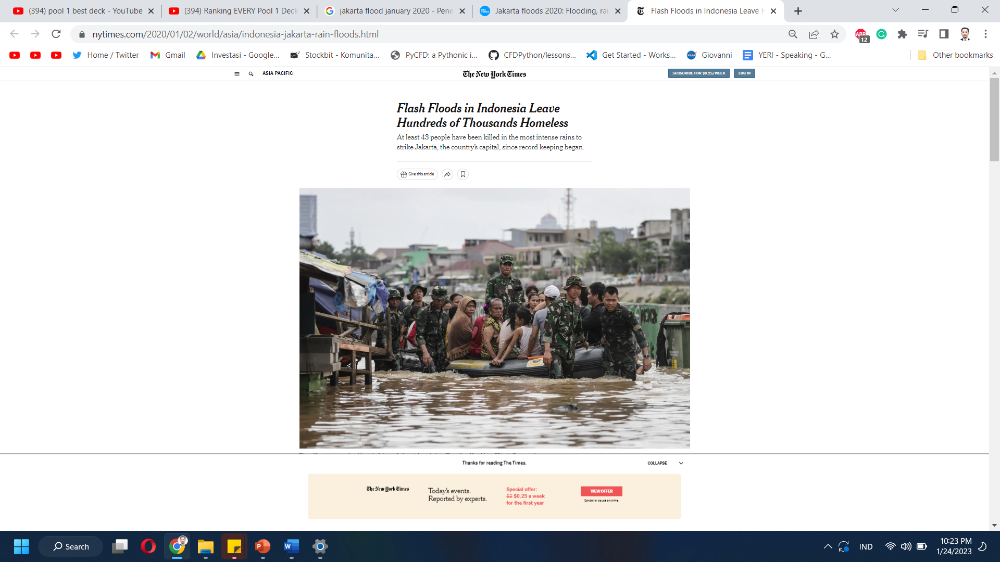 (394) pool 1 best deck - YouTube
(394) Ranking EVERY Pool 1 Deck
jakarta flood january 2020 - Pene
Jakarta floods 2020: Flooding, rai
Flash Floods in Indonesia Leave H
nytimes.com/2020/01/02/world/asia/indonesia-jakarta-rain-floods.html
ABP
12
Home / Twitter
Gmail
Investasi - Google...
Stockbit - Komunita...
PyCFD: a Pythonic i...
CFDPython/lessons...
Get Started - Works...
Giovanni
YERI - Speaking - G...
Other bookmarks
ASIA PACIFIC
The New York Times
SUBSCRIBE FOR $0.25/WEEK
LOG IN
Flash Floods in Indonesia Leave
Hundreds of Thousands Homeless
At least 43 people have been killed in the most intense rains to
strike Jakarta, the country's capital, since record keeping began.
Give this article
Thanks for reading The Times.
COLLAPSE
The New York Times
Today's events.
Reported by experts.
Special offer:
$2 $0.25 a week
for the first year
VIEW OFFER
Cancel or pause anytime.
Search
IND
10:23 PM
1/24/2023